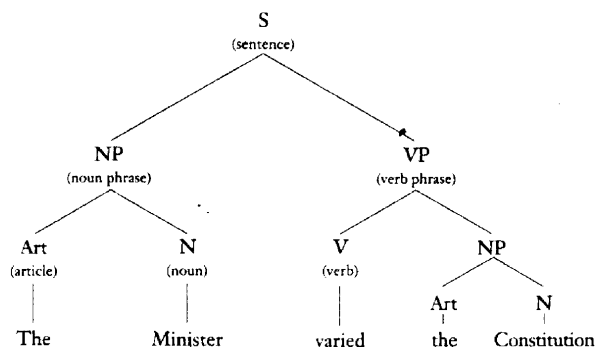 S
(sentence)
NP VP
(noun phrase) (verb phrase)
Art N V NP
(article) (noun) (verb)
Art N
The Minister varied the Constitution